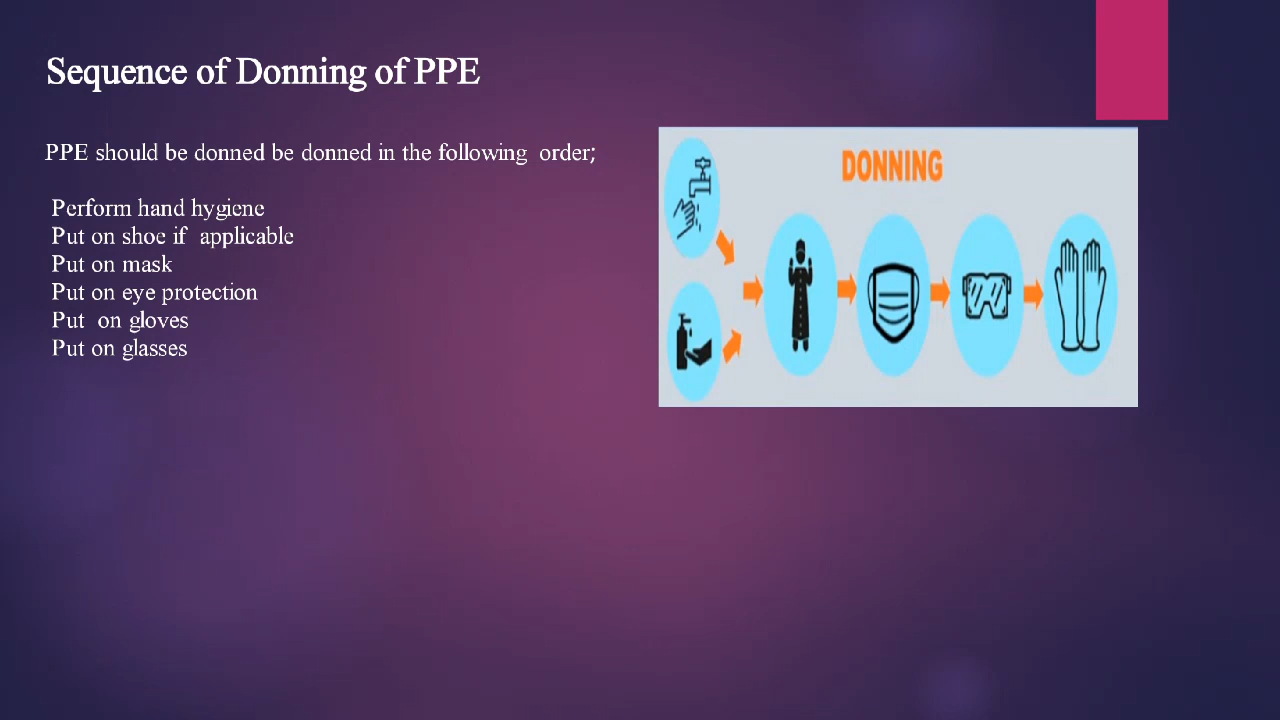 Sequence of Donning of PPE
PPE should be donned be donned in the following order;
Perform hand hygiene
Put on shoe if applicable
Put on mask
Put on eye protection
Put on gloves
Put on glasses
DONNING